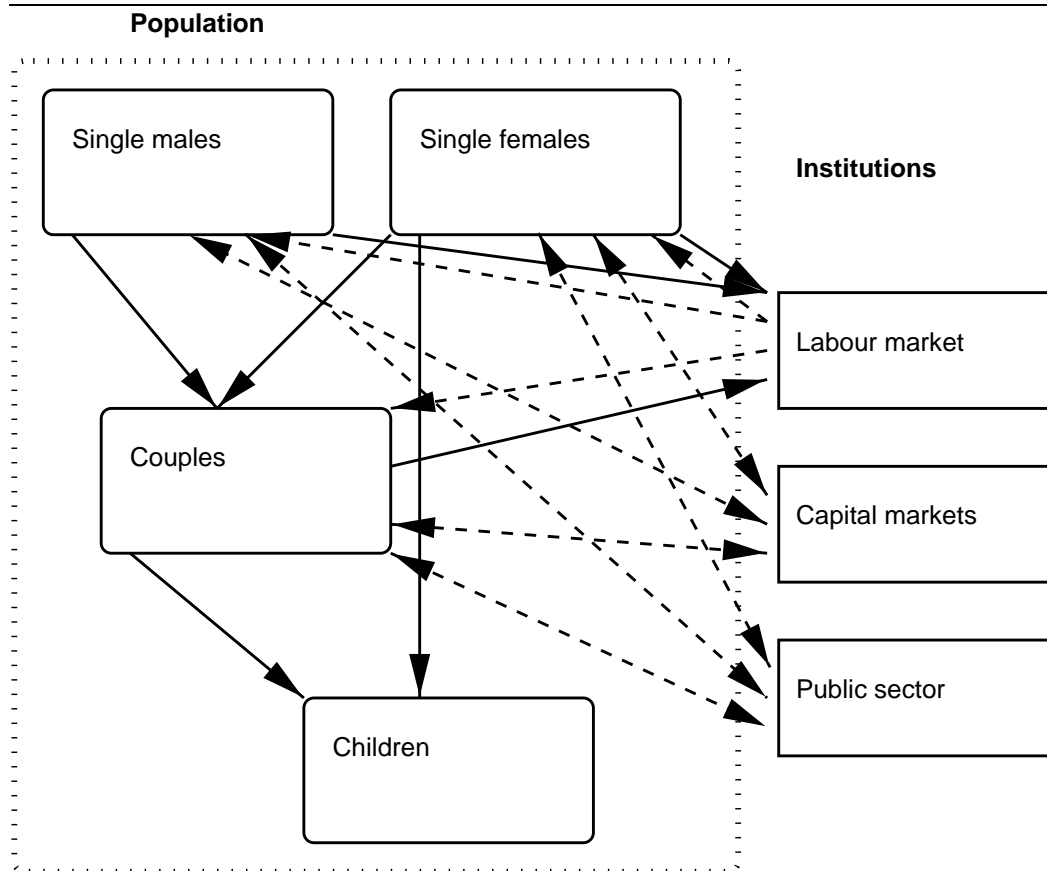 Population
Single males
Single females
Institutions
Labour market
Couples
Capital markets
Public sector
Children